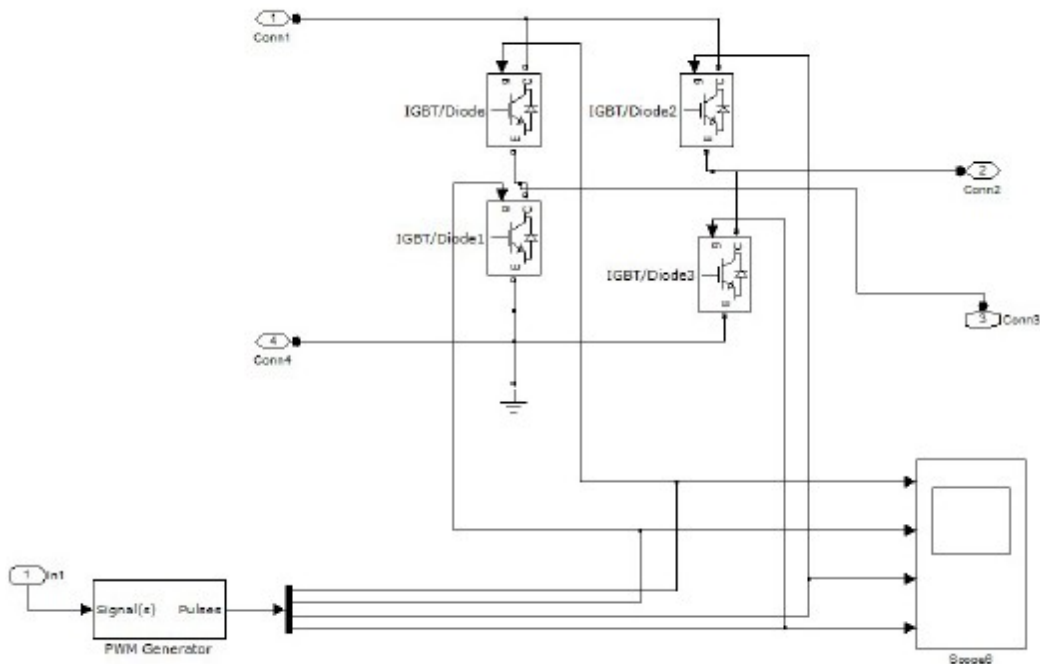 1
Conn1
g
C
IGBT/Diode
E
g
C
IGBT/Diode2
E
2
Conn2
g
C
IGBT/Diode1
E
g
C
IGBT/Diode3
E
3
Conn3
4
Conn4
1
In1
Signal(s) Pulses
PWM Generator
Scope6